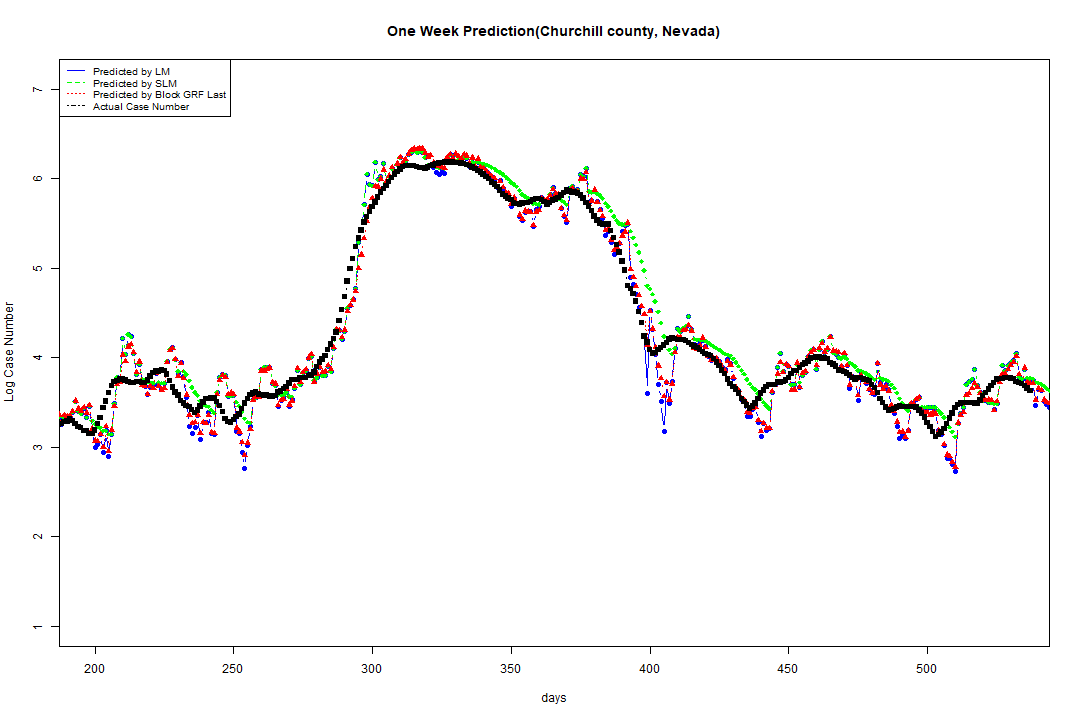 One Week Prediction(Churchill county, Nevada)
Predicted by LM
Predicted by SLM
Predicted by Block GRF Last
Actual Case Number
7
6
5
4
3
2
1
Log Case Number
200 250 300 350 400 450 500
days